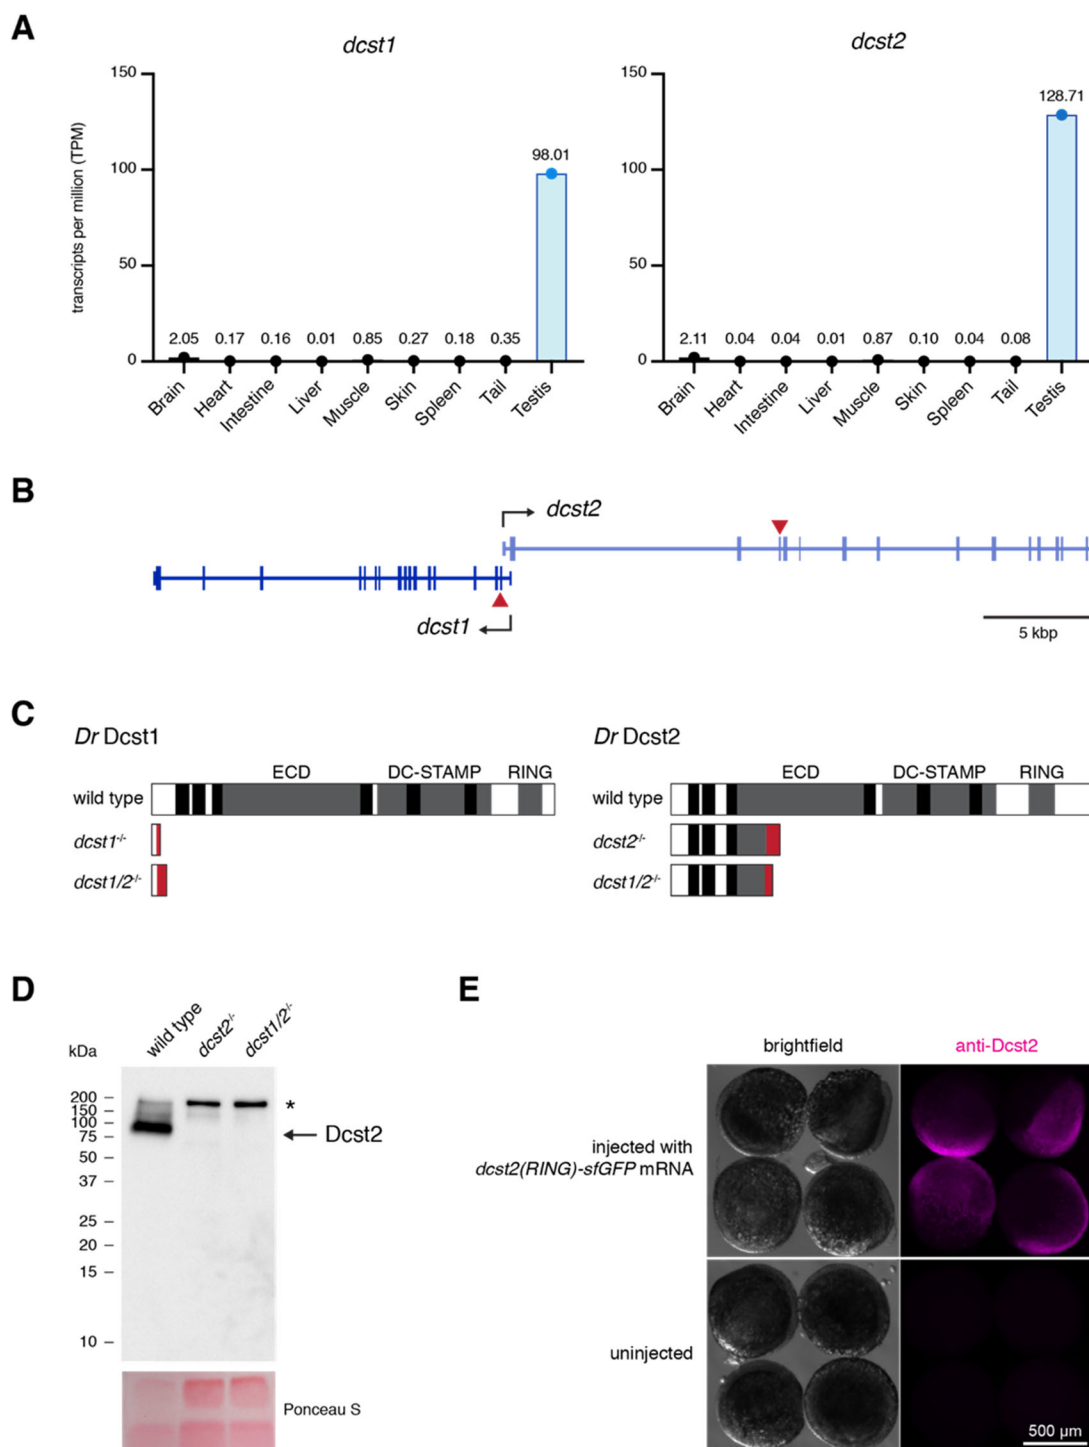 A
dcst1
dcst2
transcripts per million (TPM)
150
100
50
0
2.05 0.17 0.16 0.01 0.85 0.27 0.18 0.35 98.01
Brain Heart Intestine Liver Muscle Skin Spleen Tail Testis
150
100
50
0
2.11 0.04 0.04 0.01 0.87 0.10 0.04 0.08 128.71
Brain Heart Intestine Liver Muscle Skin Spleen Tail Testis
B
dcst2
dcst1
5 kbp
C
Dr Dcst1
ECD DC-STAMP RING
wild type
dcst1-/-
dcst1/2-/-
Dr Dcst2
ECD DC-STAMP RING
wild type
dcst2-/-
dcst1/2-/-
D
kDa
wild type
dcst2-/-
dcst1/2-/-
200
150
100
75
50
37
25
20
15
10
*
Dcst2
Ponceau S
E
brightfield anti-Dcst2
injected with
dcst2(RING)-sfGFP mRNA
uninjected
500 µm